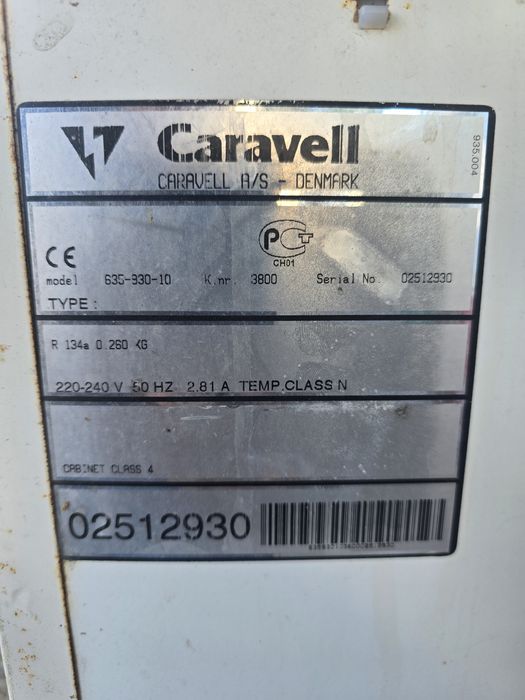 Caravell
CARAVELL A/S - DENMARK
935.004
CE
PCT
CH01
model 635-930-10 K.nr. 3800 Serial No. 02512930
TYPE :
R 134a 0.260 KG
220-240 V 50 HZ 2.81 A TEMP.CLASS N
CABINET CLASS 4
02512930